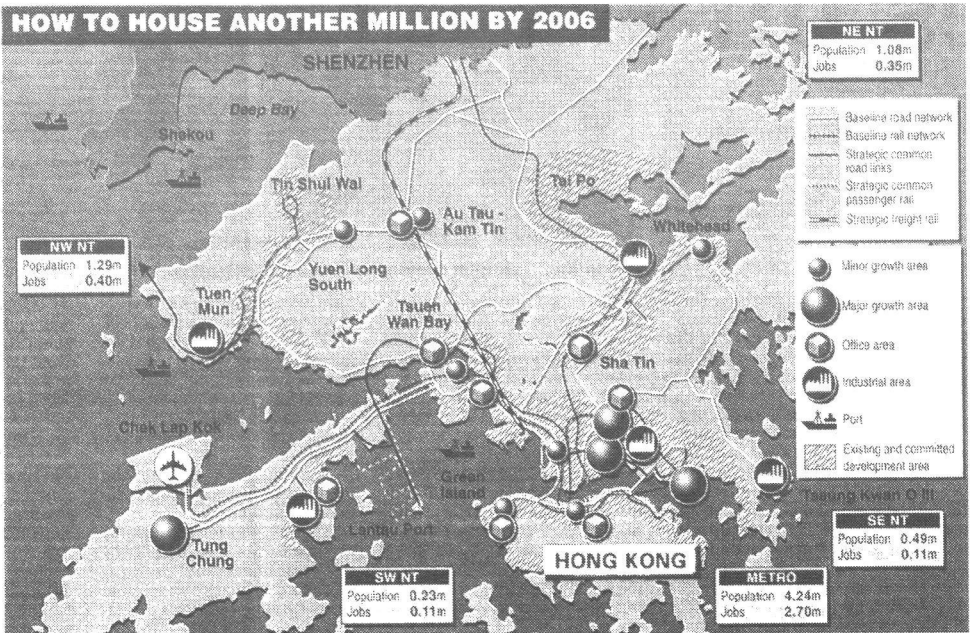 HOW TO HOUSE ANOTHER MILLION BY 2006
NE NT
Population 1.08m
Jobs 0.35m
SHENZHEN
Deep Bay
Shekou
Baseline road network
Baseline rail network
Strategic common
road links
Strategic common
passenger rail
Strategic freight rail
Tin Shui Wai
Tai Po
Au Tau -
Kam Tin
Whitehead
NW NT
Population 1.29m
Jobs 0.40m
Minor growth area
Yuen Long
South
Tuen
Mun
Major growth area
Tsuen
Wan Bay
Office area
Sha Tin
Industrial area
Port
Chek Lap Kok
Existing and committed
development area
Green
Island
Tseung Kwan O III
Lantau Port
SE NT
Population 0.49m
Jobs 0.11m
Tung
Chung
HONG KONG
SW NT
Population 0.23m
Jobs 0.11m
METRO
Population 4.24m
Jobs 2.70m